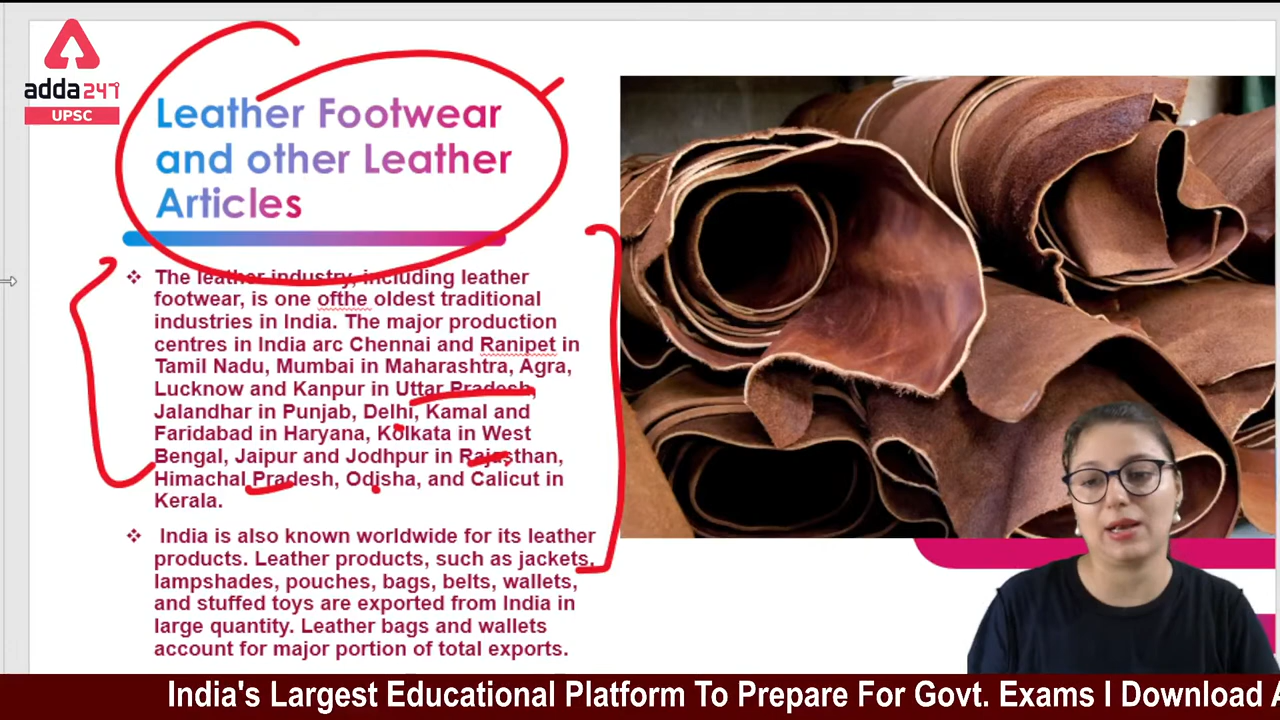 adda247
UPSC
Leather Footwear
and other Leather
Articles
❖ The leather industry, including leather
footwear, is one ofthe oldest traditional
industries in India. The major production
centres in India arc Chennai and Ranipet in
Tamil Nadu, Mumbai in Maharashtra, Agra,
Lucknow and Kanpur in Uttar Pradesh,
Jalandhar in Punjab, Delhi, Kamal and
Faridabad in Haryana, Kolkata in West
Bengal, Jaipur and Jodhpur in Rajasthan,
Himachal Pradesh, Odisha, and Calicut in
Kerala.
❖ India is also known worldwide for its leather
products. Leather products, such as jackets,
lampshades, pouches, bags, belts, wallets,
and stuffed toys are exported from India in
large quantity. Leather bags and wallets
account for major portion of total exports.
India's Largest Educational Platform To Prepare For Govt. Exams I Download A